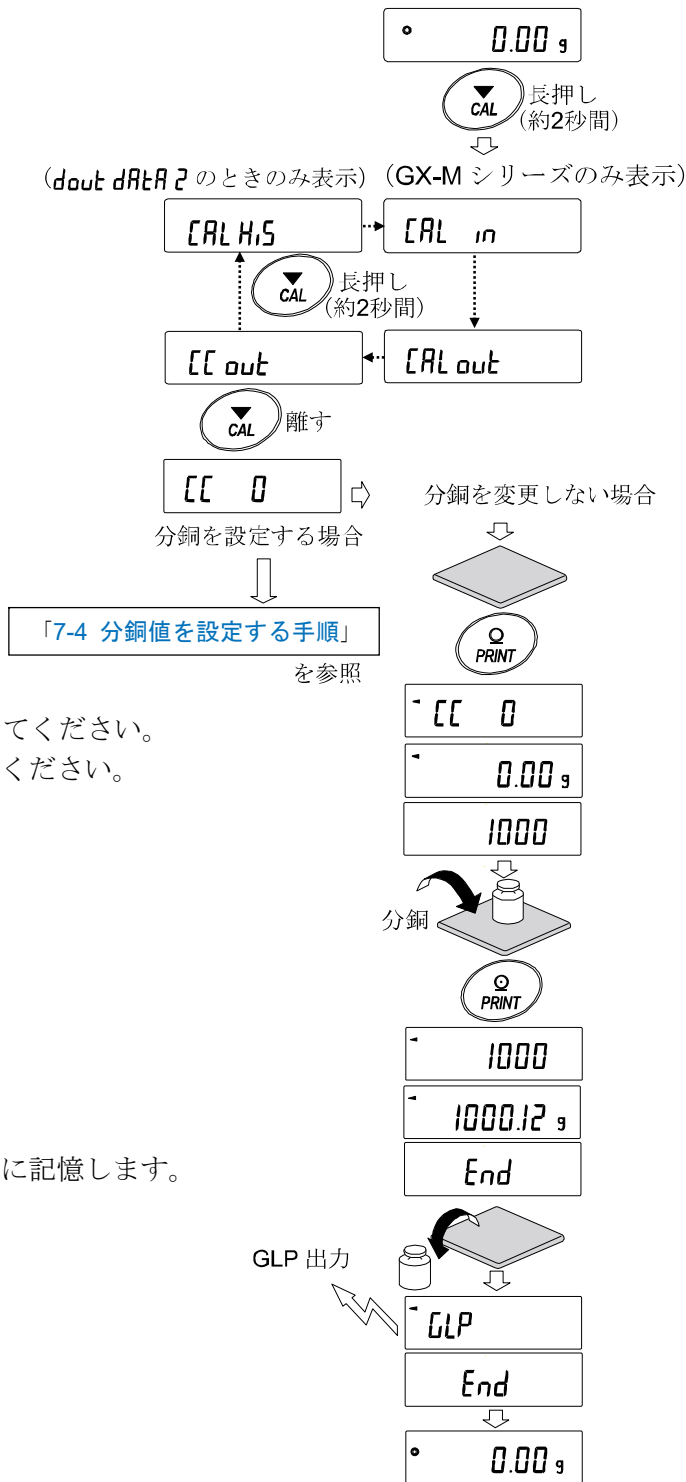 0.00 g
CAL 長押し
(約2秒間)
(dout dAtA 2 のときのみ表示) (GX-M シリーズのみ表示)
CAL HiS
CAL in
CAL 長押し
(約2秒間)
CC out
CAL out
CAL 離す
CC 0
分銅を変更しない場合
分銅を設定する場合
「7-4 分銅値を設定する手順」
を参照
PRINT
CC 0
てください。
ください。
0.00 g
1000
分銅
PRINT
1000
1000.12 g
に記憶します。
End
GLP 出力
GLP
End
0.00 g